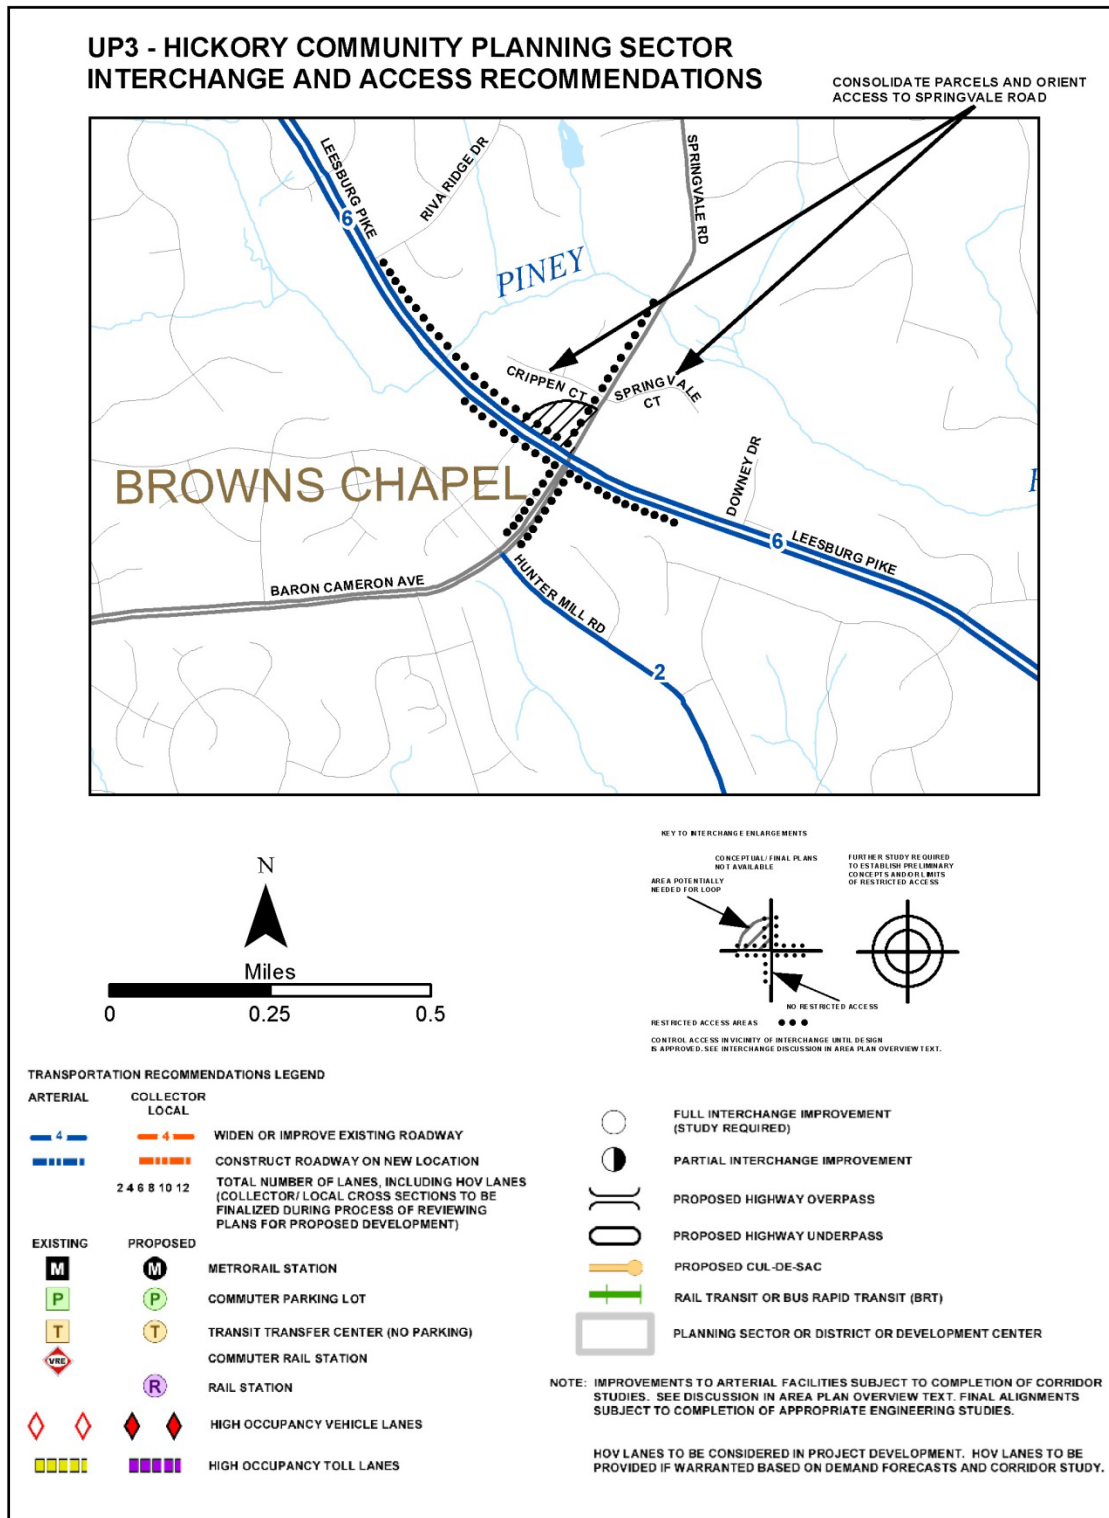 UP3 - HICKORY COMMUNITY PLANNING SECTOR
INTERCHANGE AND ACCESS RECOMMENDATIONS
CONSOLIDATE PARCELS AND ORIENT
ACCESS TO SPRINGVALE ROAD
LEESBURG PIKE
6
RIVA RIDGE DR
SPRINGVALE RD
PINEY
CRIPPEN CT
SPRINGVALE
CT
BROWNS CHAPEL
DOWNEY DR
6
LEESBURG PIKE
BARON CAMERON AVE
HUNTER MILL RD
2
N
Miles
0
0.25
0.5
KEY TO INTERCHANGE ENLARGEMENTS
CONCEPTUAL/FINAL PLANS
NOT AVAILABLE
AREA POTENTIALLY
NEEDED FOR LOOP
FURTHER STUDY REQUIRED
TO ESTABLISH PRELIMINARY
CONCEPTS AND/OR LIMITS
OF RESTRICTED ACCESS
NO RESTRICTED ACCESS
RESTRICTED ACCESS AREAS
CONTROL ACCESS IN VICINITY OF INTERCHANGE UNTIL DESIGN
IS APPROVED. SEE INTERCHANGE DISCUSSION IN AREA PLAN OVERVIEW TEXT.
TRANSPORTATION RECOMMENDATIONS LEGEND
ARTERIAL
COLLECTOR
LOCAL
4
4
WIDEN OR IMPROVE EXISTING ROADWAY
CONSTRUCT ROADWAY ON NEW LOCATION
2 4 6 8 10 12
TOTAL NUMBER OF LANES, INCLUDING HOV LANES
(COLLECTOR/ LOCAL CROSS SECTIONS TO BE
FINALIZED DURING PROCESS OF REVIEWING
PLANS FOR PROPOSED DEVELOPMENT)
EXISTING
PROPOSED
M
M
METRORAIL STATION
P
P
COMMUTER PARKING LOT
T
T
TRANSIT TRANSFER CENTER (NO PARKING)
VRE
COMMUTER RAIL STATION
R
RAIL STATION
HIGH OCCUPANCY VEHICLE LANES
HIGH OCCUPANCY TOLL LANES
FULL INTERCHANGE IMPROVEMENT
(STUDY REQUIRED)
PARTIAL INTERCHANGE IMPROVEMENT
PROPOSED HIGHWAY OVERPASS
PROPOSED HIGHWAY UNDERPASS
PROPOSED CUL-DE-SAC
RAIL TRANSIT OR BUS RAPID TRANSIT (BRT)
PLANNING SECTOR OR DISTRICT OR DEVELOPMENT CENTER
NOTE: IMPROVEMENTS TO ARTERIAL FACILITIES SUBJECT TO COMPLETION OF CORRIDOR
STUDIES. SEE DISCUSSION IN AREA PLAN OVERVIEW TEXT. FINAL ALIGNMENTS
SUBJECT TO COMPLETION OF APPROPRIATE ENGINEERING STUDIES.
HOV LANES TO BE CONSIDERED IN PROJECT DEVELOPMENT. HOV LANES TO BE
PROVIDED IF WARRANTED BASED ON DEMAND FORECASTS AND CORRIDOR STUDY.